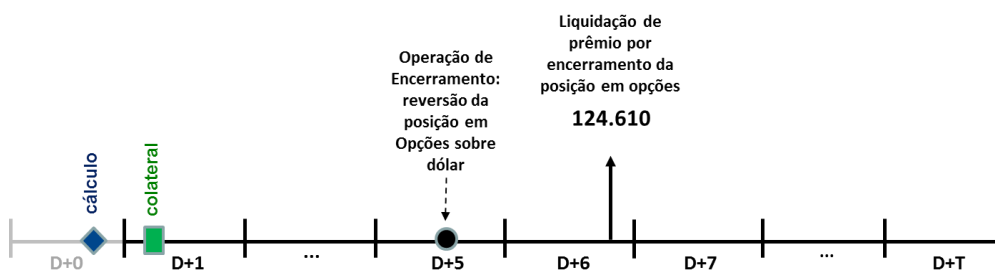 Liquidação de
prêmio por
encerramento da
posição em opções
124.610
Operação de
Encerramento:
reversão da
posição em
Opções sobre
dólar
cálculo
colateral
D+0
D+1
...
D+5
D+6
D+7
...
D+T